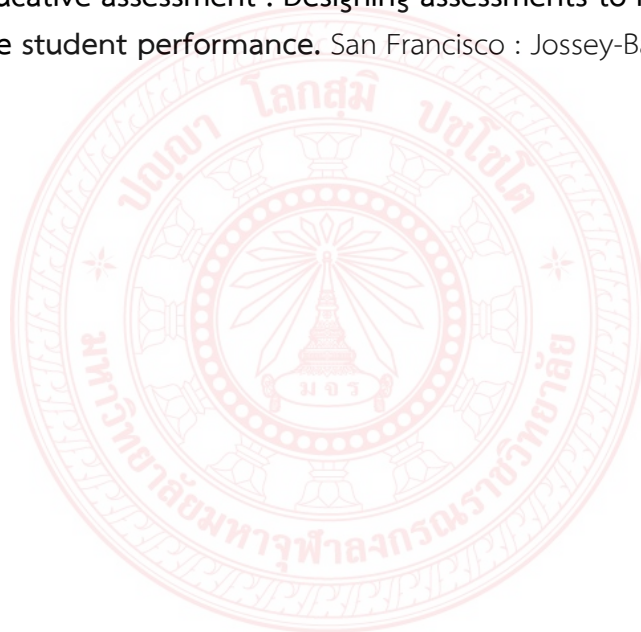 ucative assessment : Designing assessments to
e student performance. San Francisco : Jossey-B
ปญฺญา โลกสฺมิ ปชฺโชโต
มจร
มหาวิทยาลัยมหาจุฬาลงกรณราชวิทยาลัย